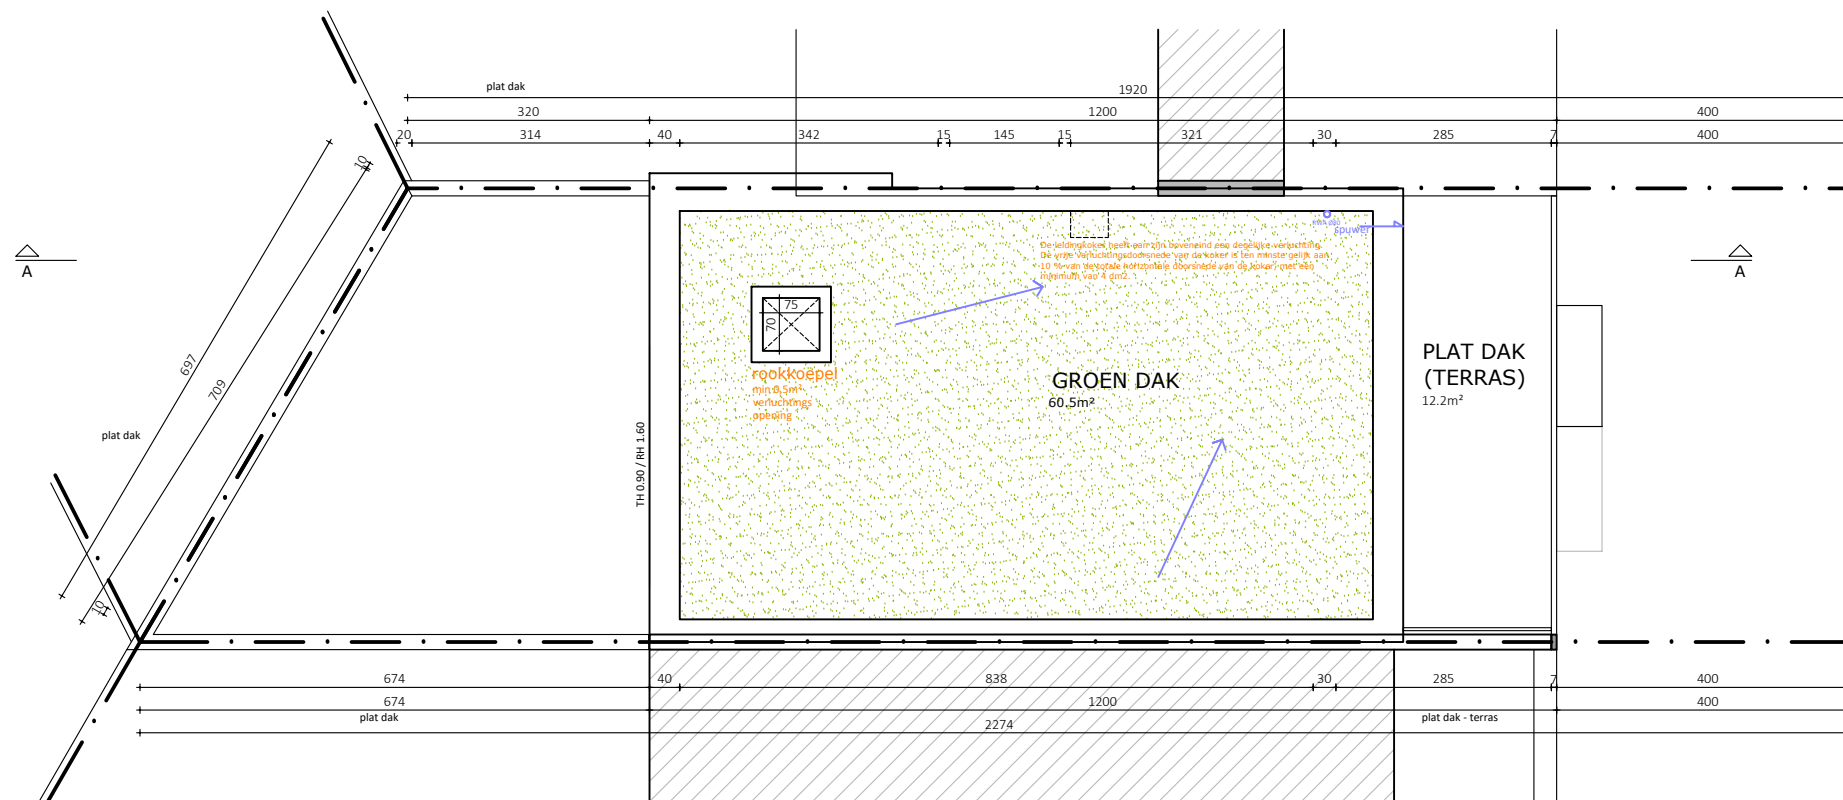 plat dak
1920
320
1200
400
20
314
40
342
15
145
15
321
30
285
7
400
10
10
697
709
A
A
spuwer
De leidingkoker heeft aan zijn boveneind een degelijke verluchting.
De vrije verluchtingsdoorsnede van de koker is ten minste gelijk aan
10 % van de totale horizontale doorsnede van de koker, met een
minimum van 4 dm2.
75
70
rookkoepel
min 0.5m²
verluchtings
opening
GROEN DAK
60.5m²
PLAT DAK
(TERRAS)
12.2m²
plat dak
TH 0.90 / RH 1.60
10
674
40
838
30
285
7
400
674
1200
400
plat dak
plat dak - terras
2274